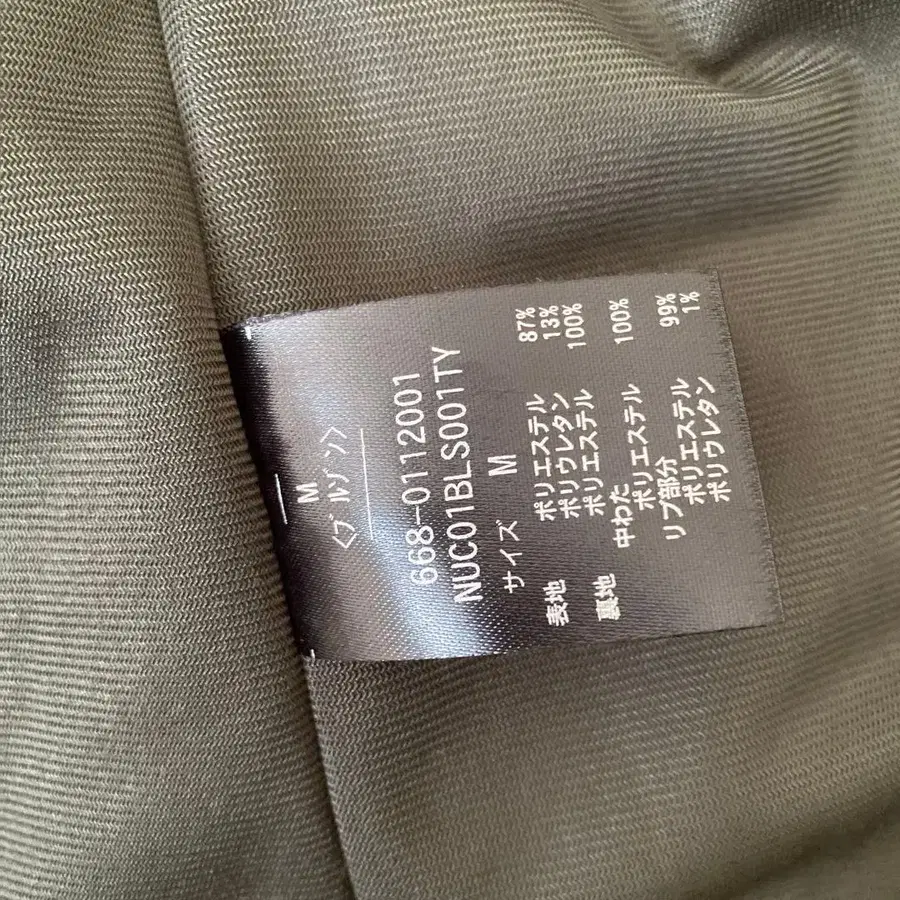 M
〈ブルゾン〉
668-0112001
NUC01BLS001TY
サイズ M
表地 ポリエステル 87%
ポリウレタン 13%
裏地 ポリエステル 100%
中わた
ポリエステル 100%
リブ部分
ポリエステル 99%
ポリウレタン 1%